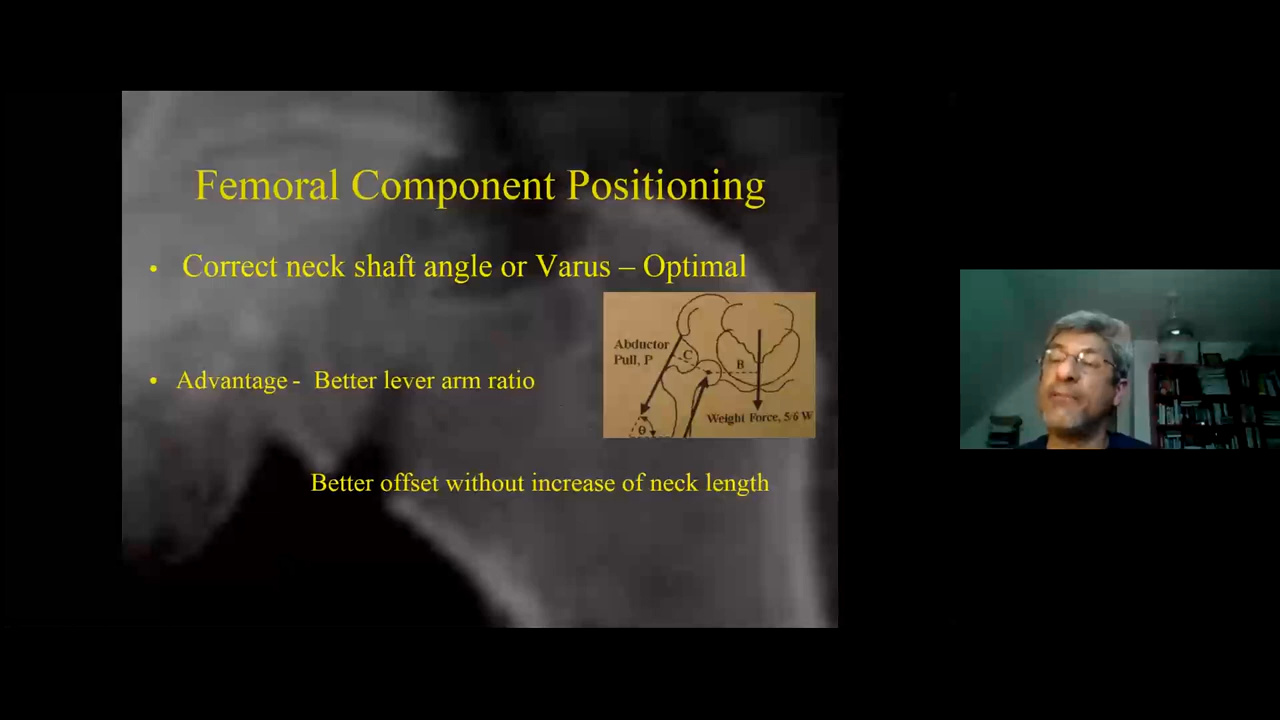 Femoral Component Positioning
• Correct neck shaft angle or Varus – Optimal
Abductor
Pull, P
C
B
Weight Force, 5/6 W
θ
• Advantage - Better lever arm ratio
Better offset without increase of neck length